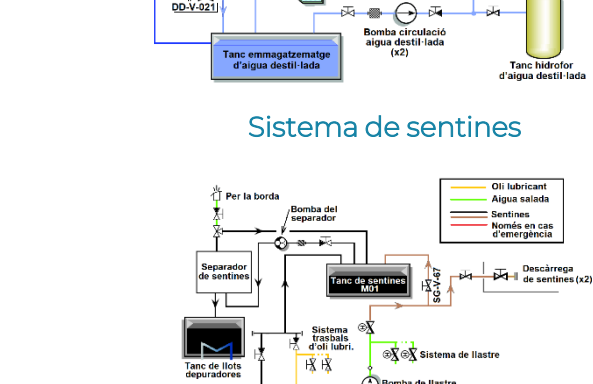 DD-V-021
Bomba circulació
aigua destil·lada
(x2)
Tanc emmagatzematge
d'aigua destil·lada
Tanc hidrofor
d'aigua destil·lada
Sistema de sentines
Per la borda
Bomba del
separador
Oli lubricant
Aigua salada
Sentines
Només en cas
d'emergència
Separador
de sentines
Tanc de sentines
M01
SG-V-67
Descàrrega
de sentines (x2)
Sistema
trasbals
d'oli lubri.
Sistema de llastre
Tanc de llots
depuradores
Bomba de llastre